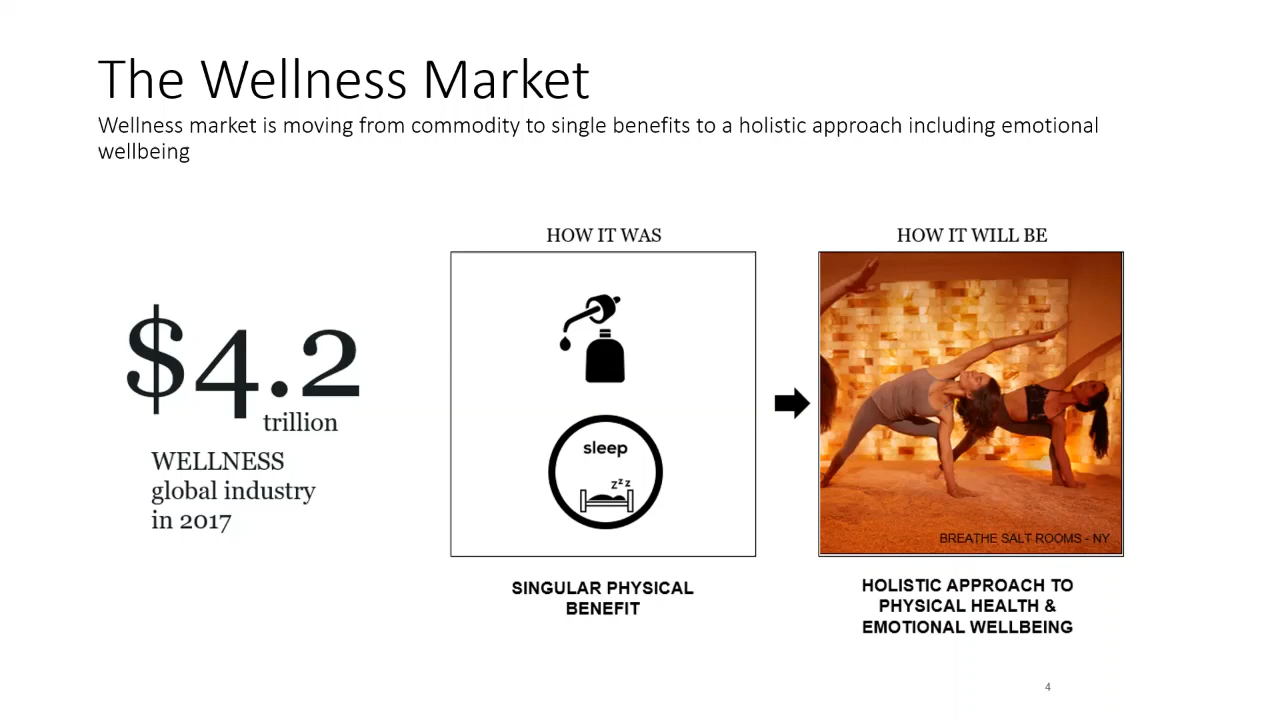 The Wellness Market
Wellness market is moving from commodity to single benefits to a holistic approach including emotional
wellbeing
$4.2
trillion
WELLNESS
global industry
in 2017
HOW IT WAS
sleep
zzz
SINGULAR PHYSICAL
BENEFIT
HOW IT WILL BE
BREATHE SALT ROOMS - NY
HOLISTIC APPROACH TO
PHYSICAL HEALTH &
EMOTIONAL WELLBEING
4